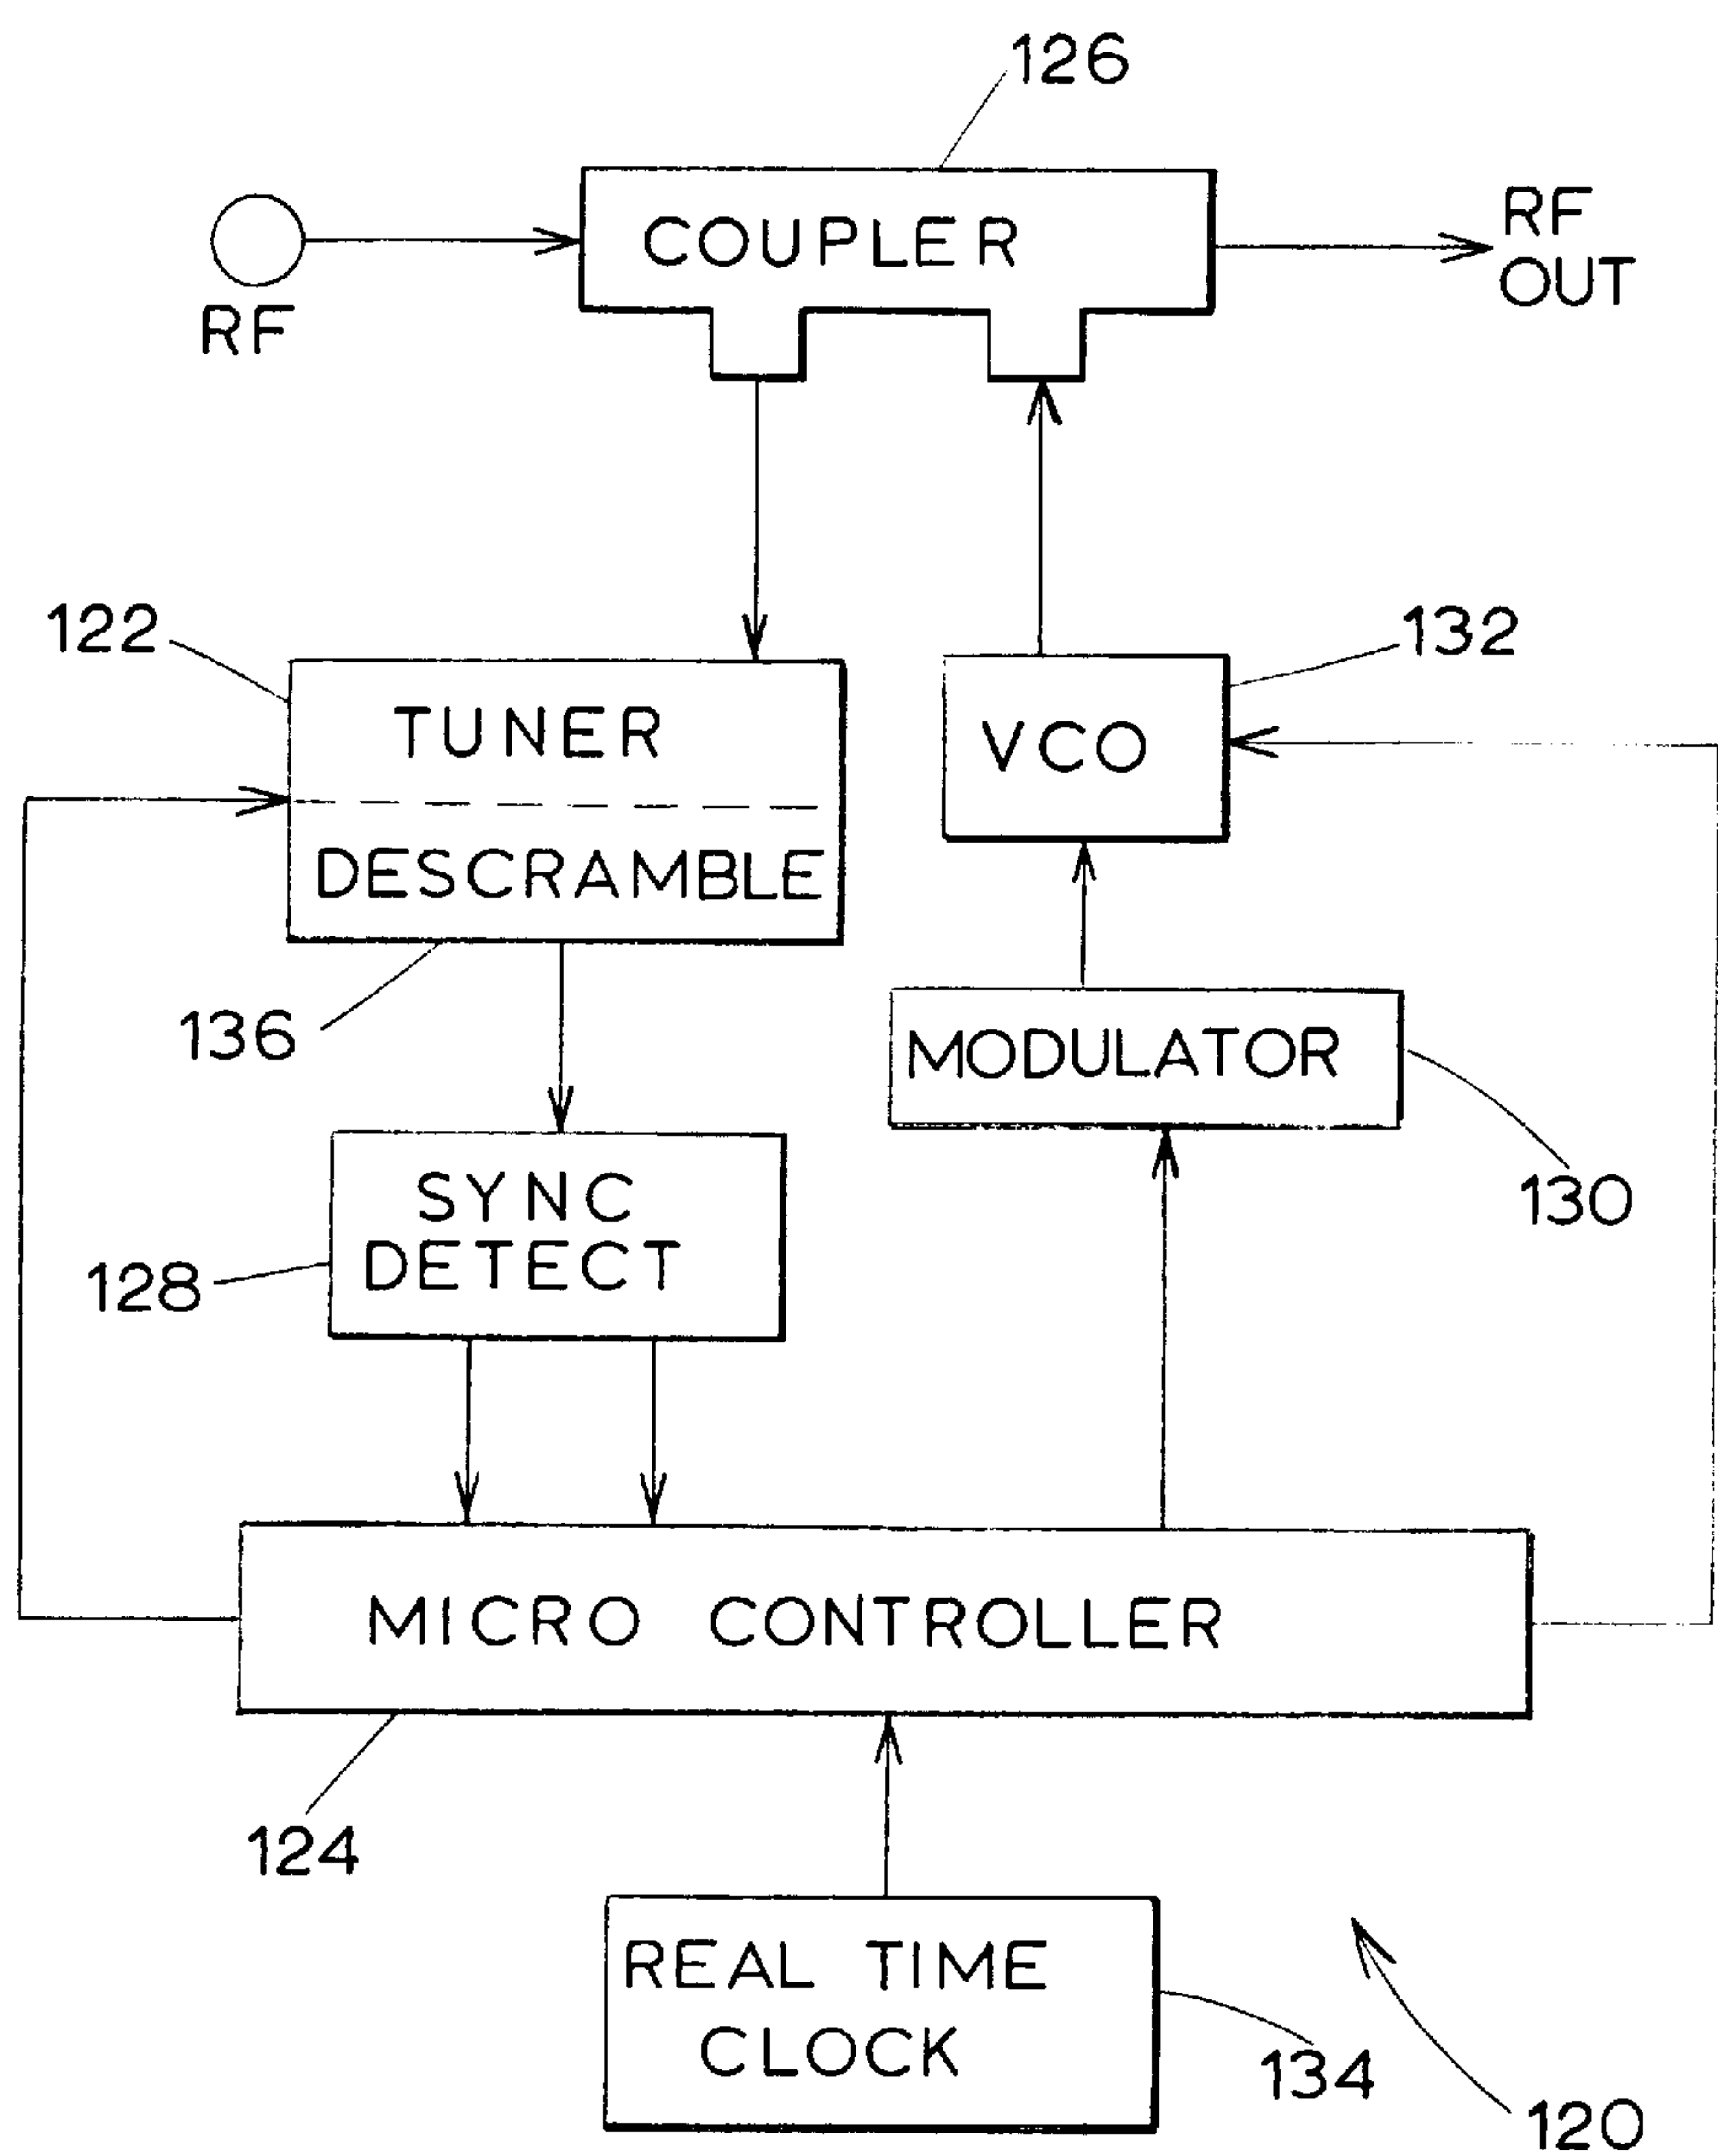 126
COUPLER
RF
RF
OUT
122
132
TUNER
VCO
DESCRAMBLE
136
MODULATOR
130
SYNC
DETECT
128
MICRO CONTROLLER
124
REAL TIME
CLOCK
134
120